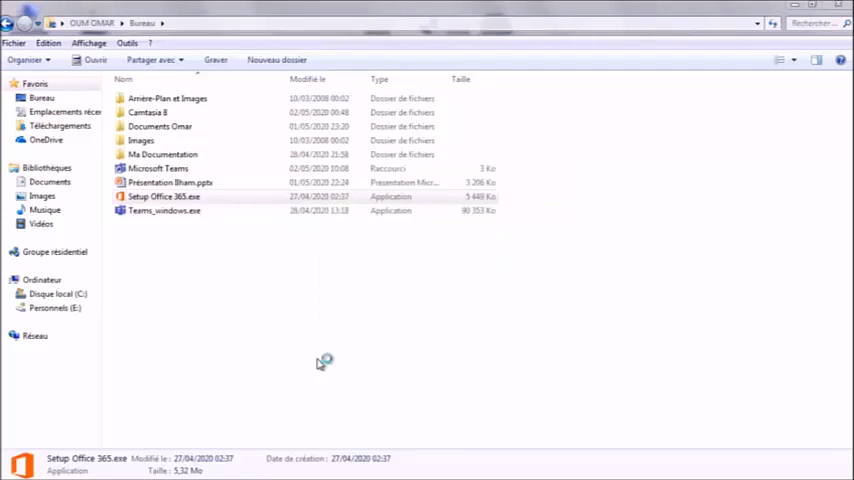 OUM OMAR Bureau Rechercher ...
Fichier Edition Affichage Outils ?
Organiser Ouvrir Partager avec Graver Nouveau dossier
Nom Modifié le Type Taille
Favoris
Bureau
Emplacements récen
Téléchargements
OneDrive
Bibliothèques
Documents
Images
Musique
Vidéos
Groupe résidentiel
Ordinateur
Disque local (C:)
Personnels (E:)
Réseau
Arrière-Plan et Images 10/03/2008 00:02 Dossier de fichiers
Camtasia 8 02/05/2020 00:48 Dossier de fichiers
Documents Omar 01/05/2020 23:20 Dossier de fichiers
Images 10/03/2008 00:02 Dossier de fichiers
Ma Documentation 28/04/2020 21:58 Dossier de fichiers
Microsoft Teams 02/05/2020 10:08 Raccourci 3 Ko
Présentation Ilham.pptx 01/05/2020 22:24 Présentation Micr... 3 206 Ko
Setup Office 365.exe 27/04/2020 02:37 Application 5 449 Ko
Teams_windows.exe 28/04/2020 13:18 Application 90 353 Ko
Setup Office 365.exe Modifié le : 27/04/2020 02:37 Date de création : 27/04/2020 02:37
Application Taille : 5,32 Mo